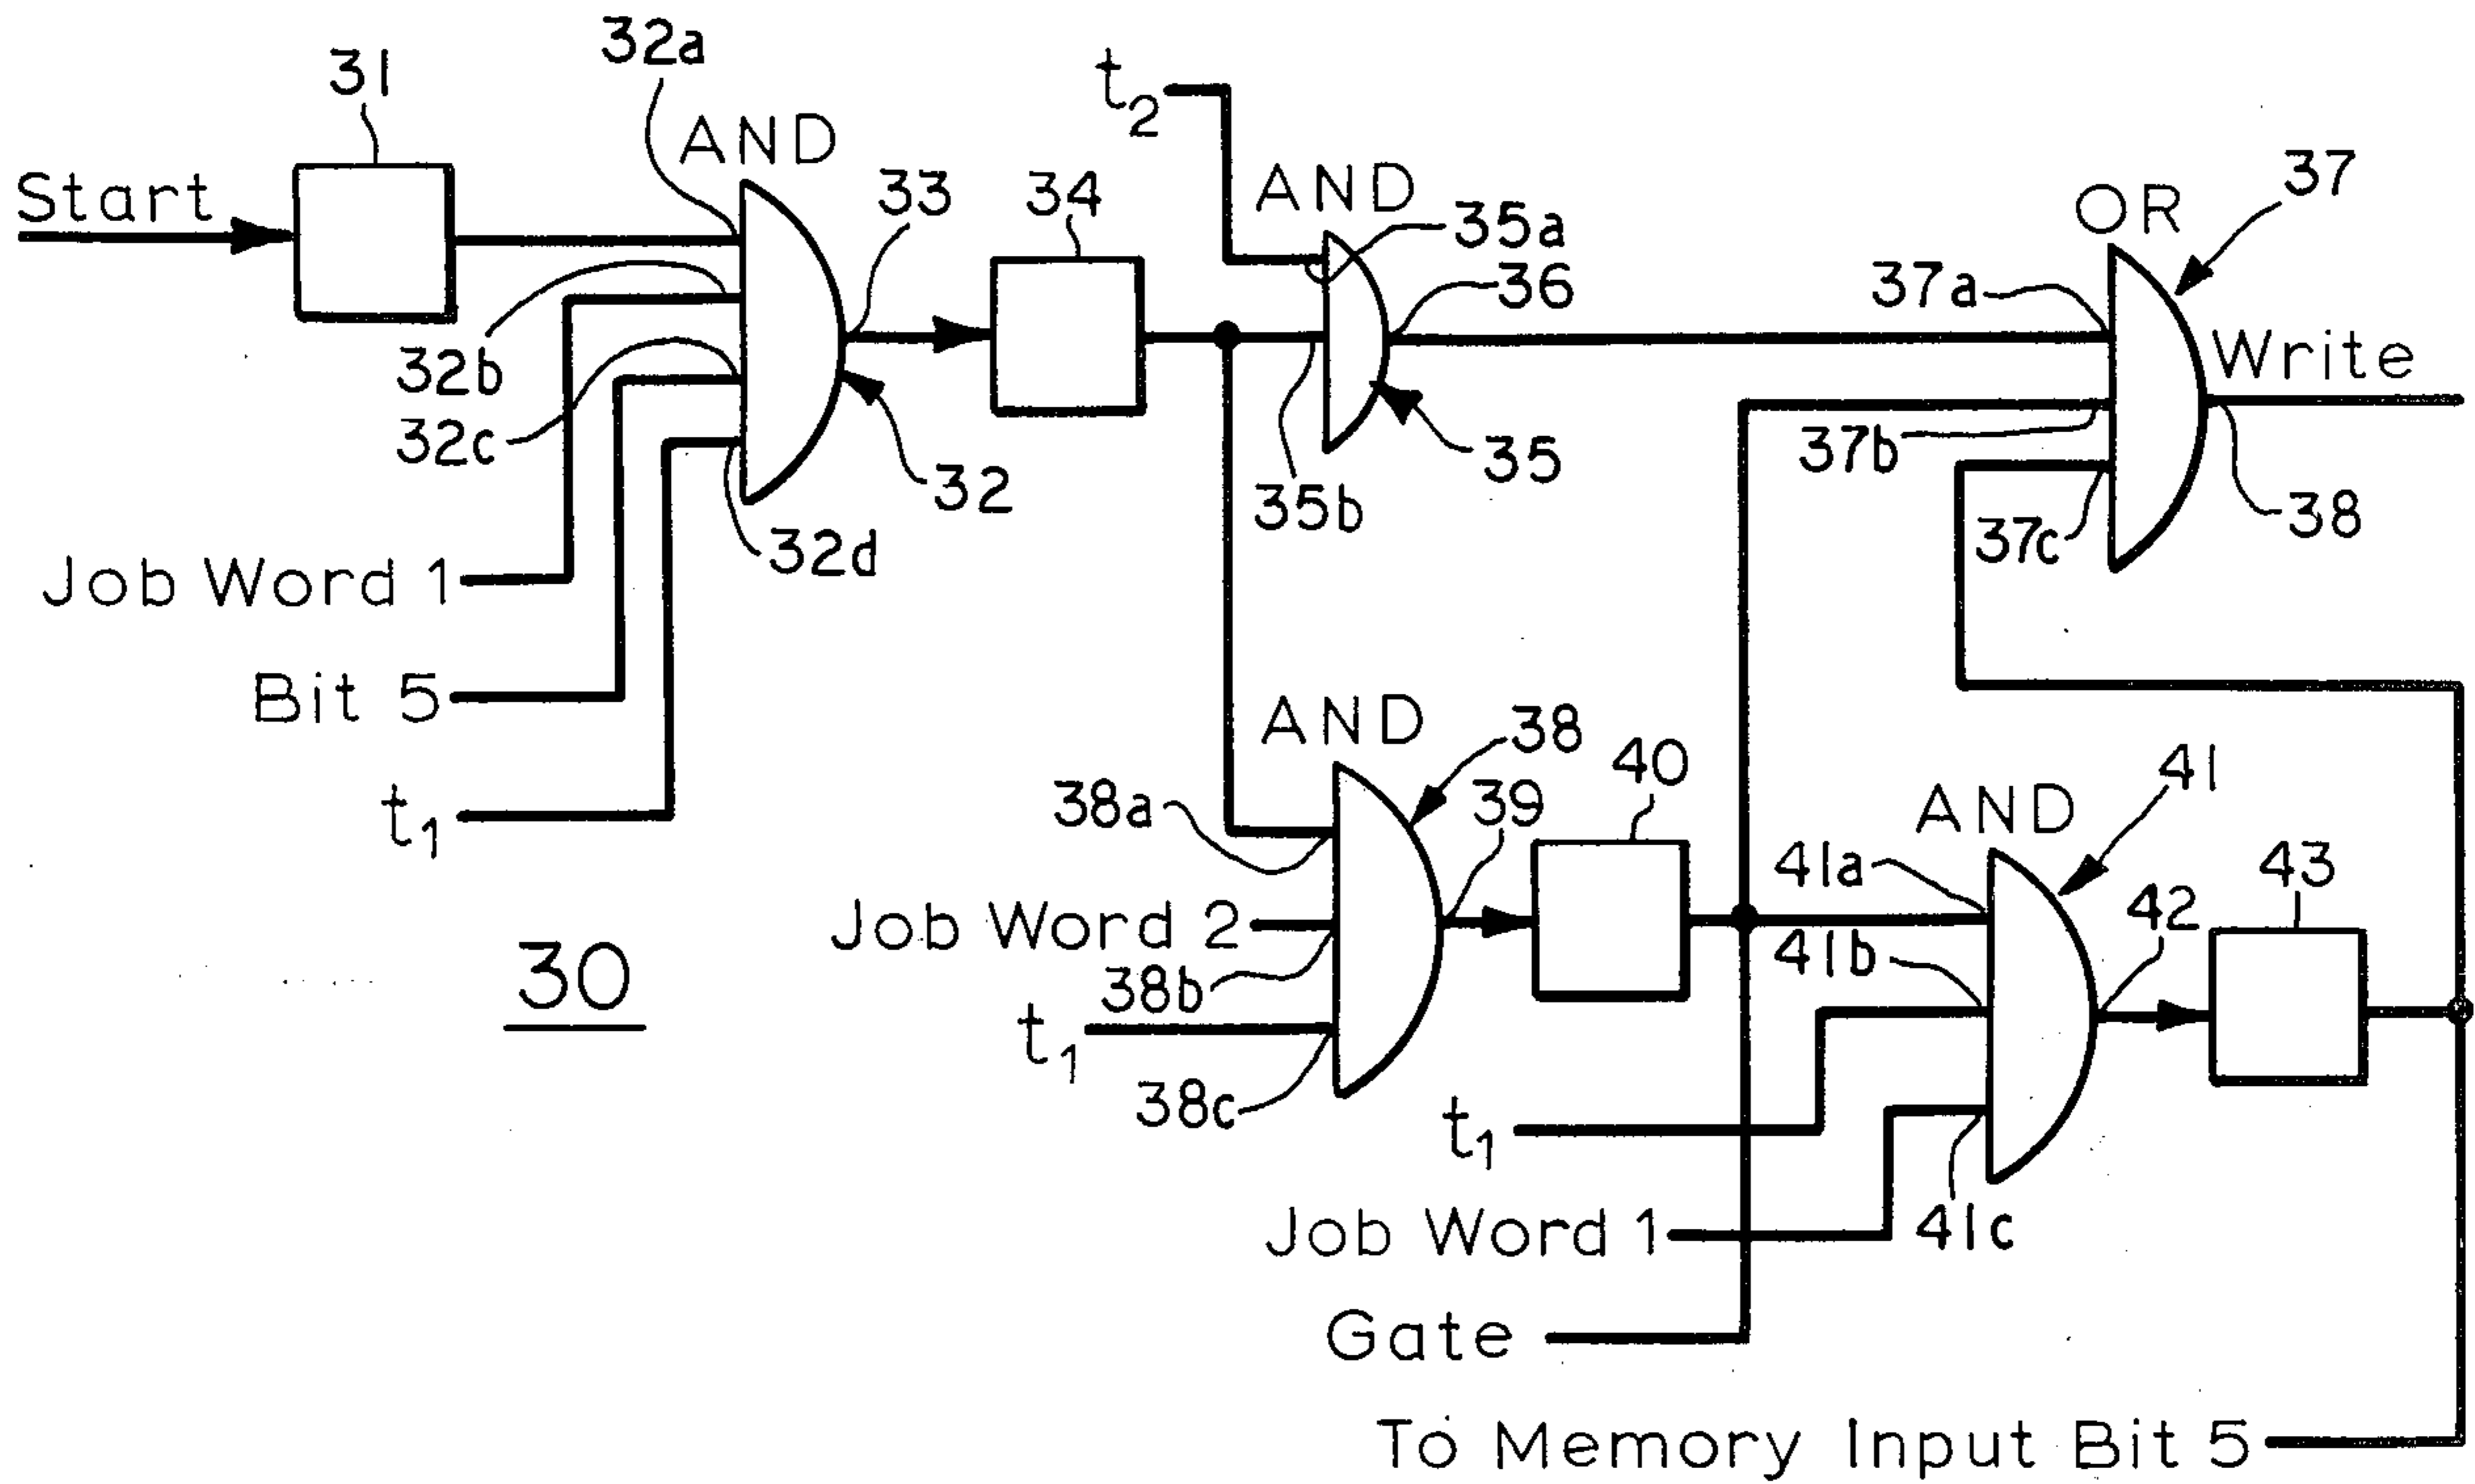 32a
31
t2
AND
33
34
AND
35a
36
OR
37
Start
37a
Write
32b
32c
32
35b
35
37b
37c
38
32d
Job Word 1
Bit 5
t1
AND
38
39
40
38a
AND
41
41a
42
43
Job Word 2
41b
38b
30
t1
38c
t1
Job Word 1
41c
Gate
To Memory Input Bit 5